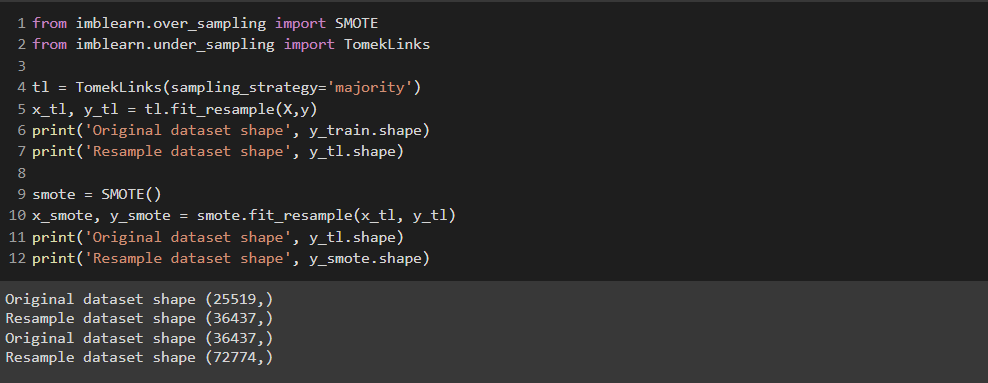 1 from imblearn.over_sampling import SMOTE
2 from imblearn.under_sampling import TomekLinks
3
4 tl = TomekLinks(sampling_strategy='majority')
5 x_tl, y_tl = tl.fit_resample(X,y)
6 print('Original dataset shape', y_train.shape)
7 print('Resample dataset shape', y_tl.shape)
8
9 smote = SMOTE()
10 x_smote, y_smote = smote.fit_resample(x_tl, y_tl)
11 print('Original dataset shape', y_tl.shape)
12 print('Resample dataset shape', y_smote.shape)
Original dataset shape (25519,)
Resample dataset shape (36437,)
Original dataset shape (36437,)
Resample dataset shape (72774,)